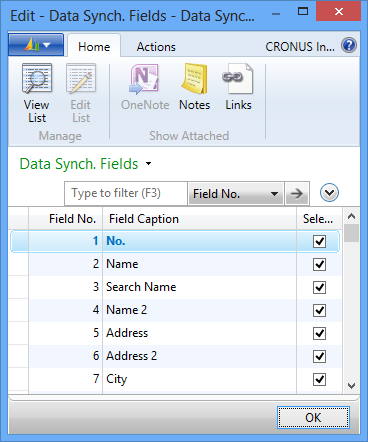 Edit - Data Synch. Fields - Data Sync...
Home Actions CRONUS In...
View List
Edit List
OneNote
Notes
Links
Manage
Show Attached
Data Synch. Fields
Type to filter (F3) Field No.
Field No. Field Caption Sele...
1 No.
2 Name
3 Search Name
4 Name 2
5 Address
6 Address 2
7 City
OK